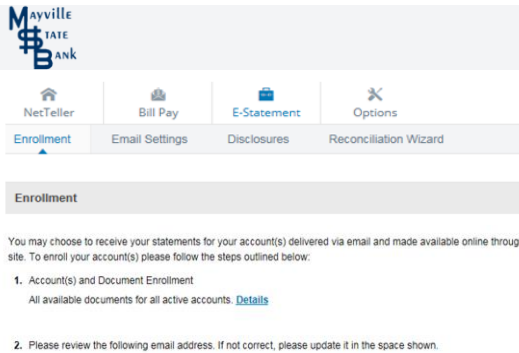 Mayville
State
Bank
NetTeller
Bill Pay
E-Statement
Options
Enrollment
Email Settings
Disclosures
Reconciliation Wizard
Enrollment
You may choose to receive your statements for your account(s) delivered via email and made available online throug
site. To enroll your account(s) please follow the steps outlined below:
1. Account(s) and Document Enrollment
All available documents for all active accounts. Details
2. Please review the following email address. If not correct, please update it in the space shown.